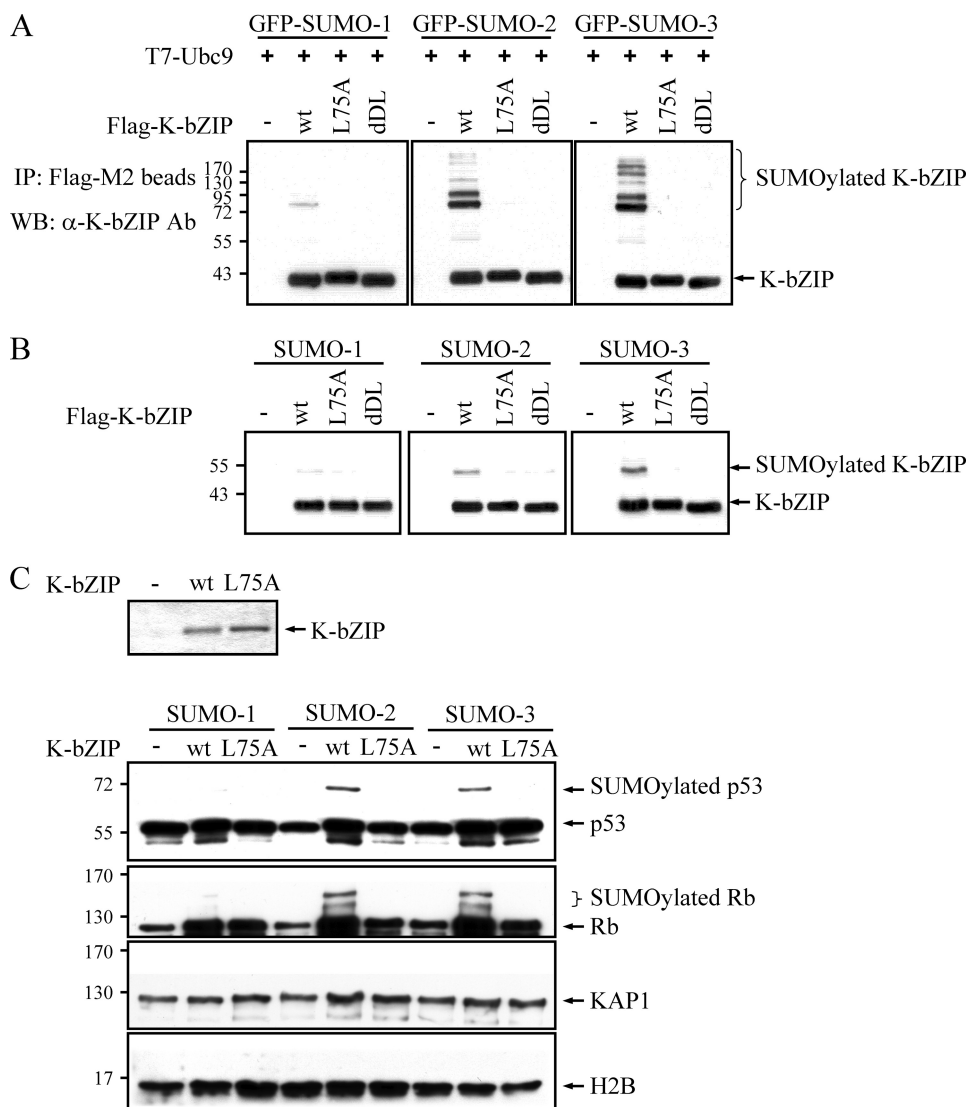 A
GFP-SUMO-1 GFP-SUMO-2 GFP-SUMO-3
T7-Ubc9 + + + + + + + + + + + +
Flag-K-bZIP - wt L75A dDL - wt L75A dDL - wt L75A dDL
IP: Flag-M2 beads
WB: α-K-bZIP Ab
170
130
95
72
55
43
SUMOylated K-bZIP
K-bZIP
B
SUMO-1 SUMO-2 SUMO-3
Flag-K-bZIP - wt L75A dDL - wt L75A dDL - wt L75A dDL
55
43
SUMOylated K-bZIP
K-bZIP
C
K-bZIP - wt L75A
K-bZIP
SUMO-1 SUMO-2 SUMO-3
K-bZIP - wt L75A - wt L75A - wt L75A
72
55
SUMOylated p53
p53
170
130
SUMOylated Rb
Rb
170
130
KAP1
17
H2B